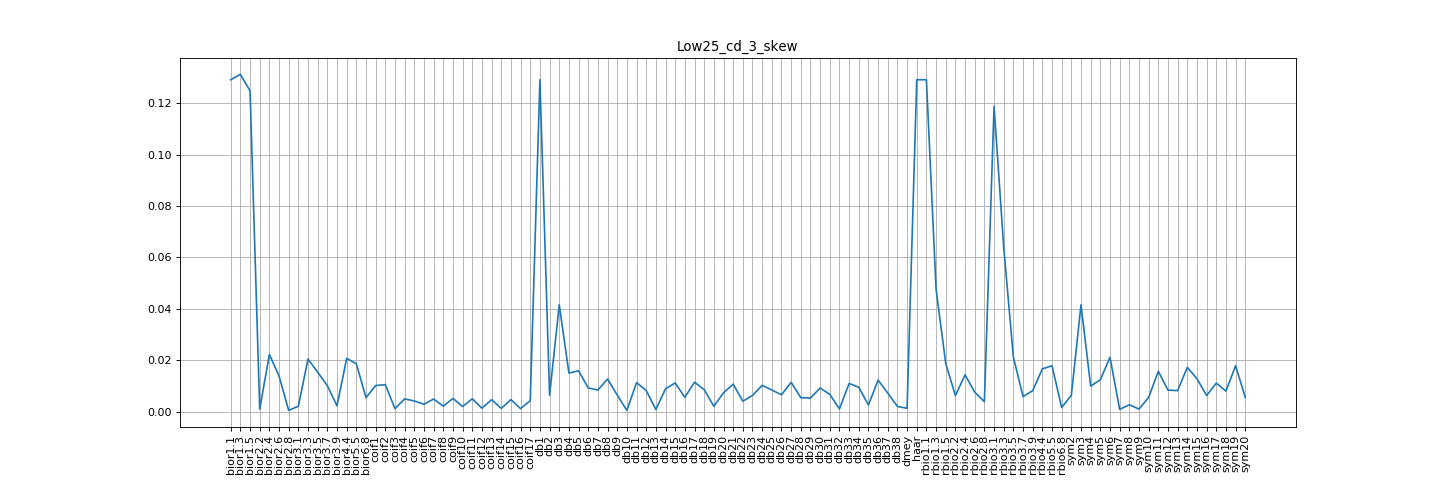 Low25_cd_3_skew
0.12
0.10
0.08
0.06
0.04
0.02
0.00
bior1.1
bior1.3
bior1.5
bior2.2
bior2.4
bior2.6
bior2.8
bior3.1
bior3.3
bior3.5
bior3.7
bior3.9
bior4.4
bior5.5
bior6.8
coif1
coif2
coif3
coif4
coif5
coif6
coif7
coif8
coif9
coif10
coif11
coif12
coif13
coif14
coif15
coif16
coif17
db1
db2
db3
db4
db5
db6
db7
db8
db9
db10
db11
db12
db13
db14
db15
db16
db17
db18
db19
db20
db21
db22
db23
db24
db25
db26
db27
db28
db29
db30
db31
db32
db33
db34
db35
db36
db37
db38
dmey
haar
rbio1.1
rbio1.3
rbio1.5
rbio2.2
rbio2.4
rbio2.6
rbio2.8
rbio3.1
rbio3.3
rbio3.5
rbio3.7
rbio3.9
rbio4.4
rbio5.5
rbio6.8
sym2
sym3
sym4
sym5
sym6
sym7
sym8
sym9
sym10
sym11
sym12
sym13
sym14
sym15
sym16
sym17
sym18
sym19
sym20